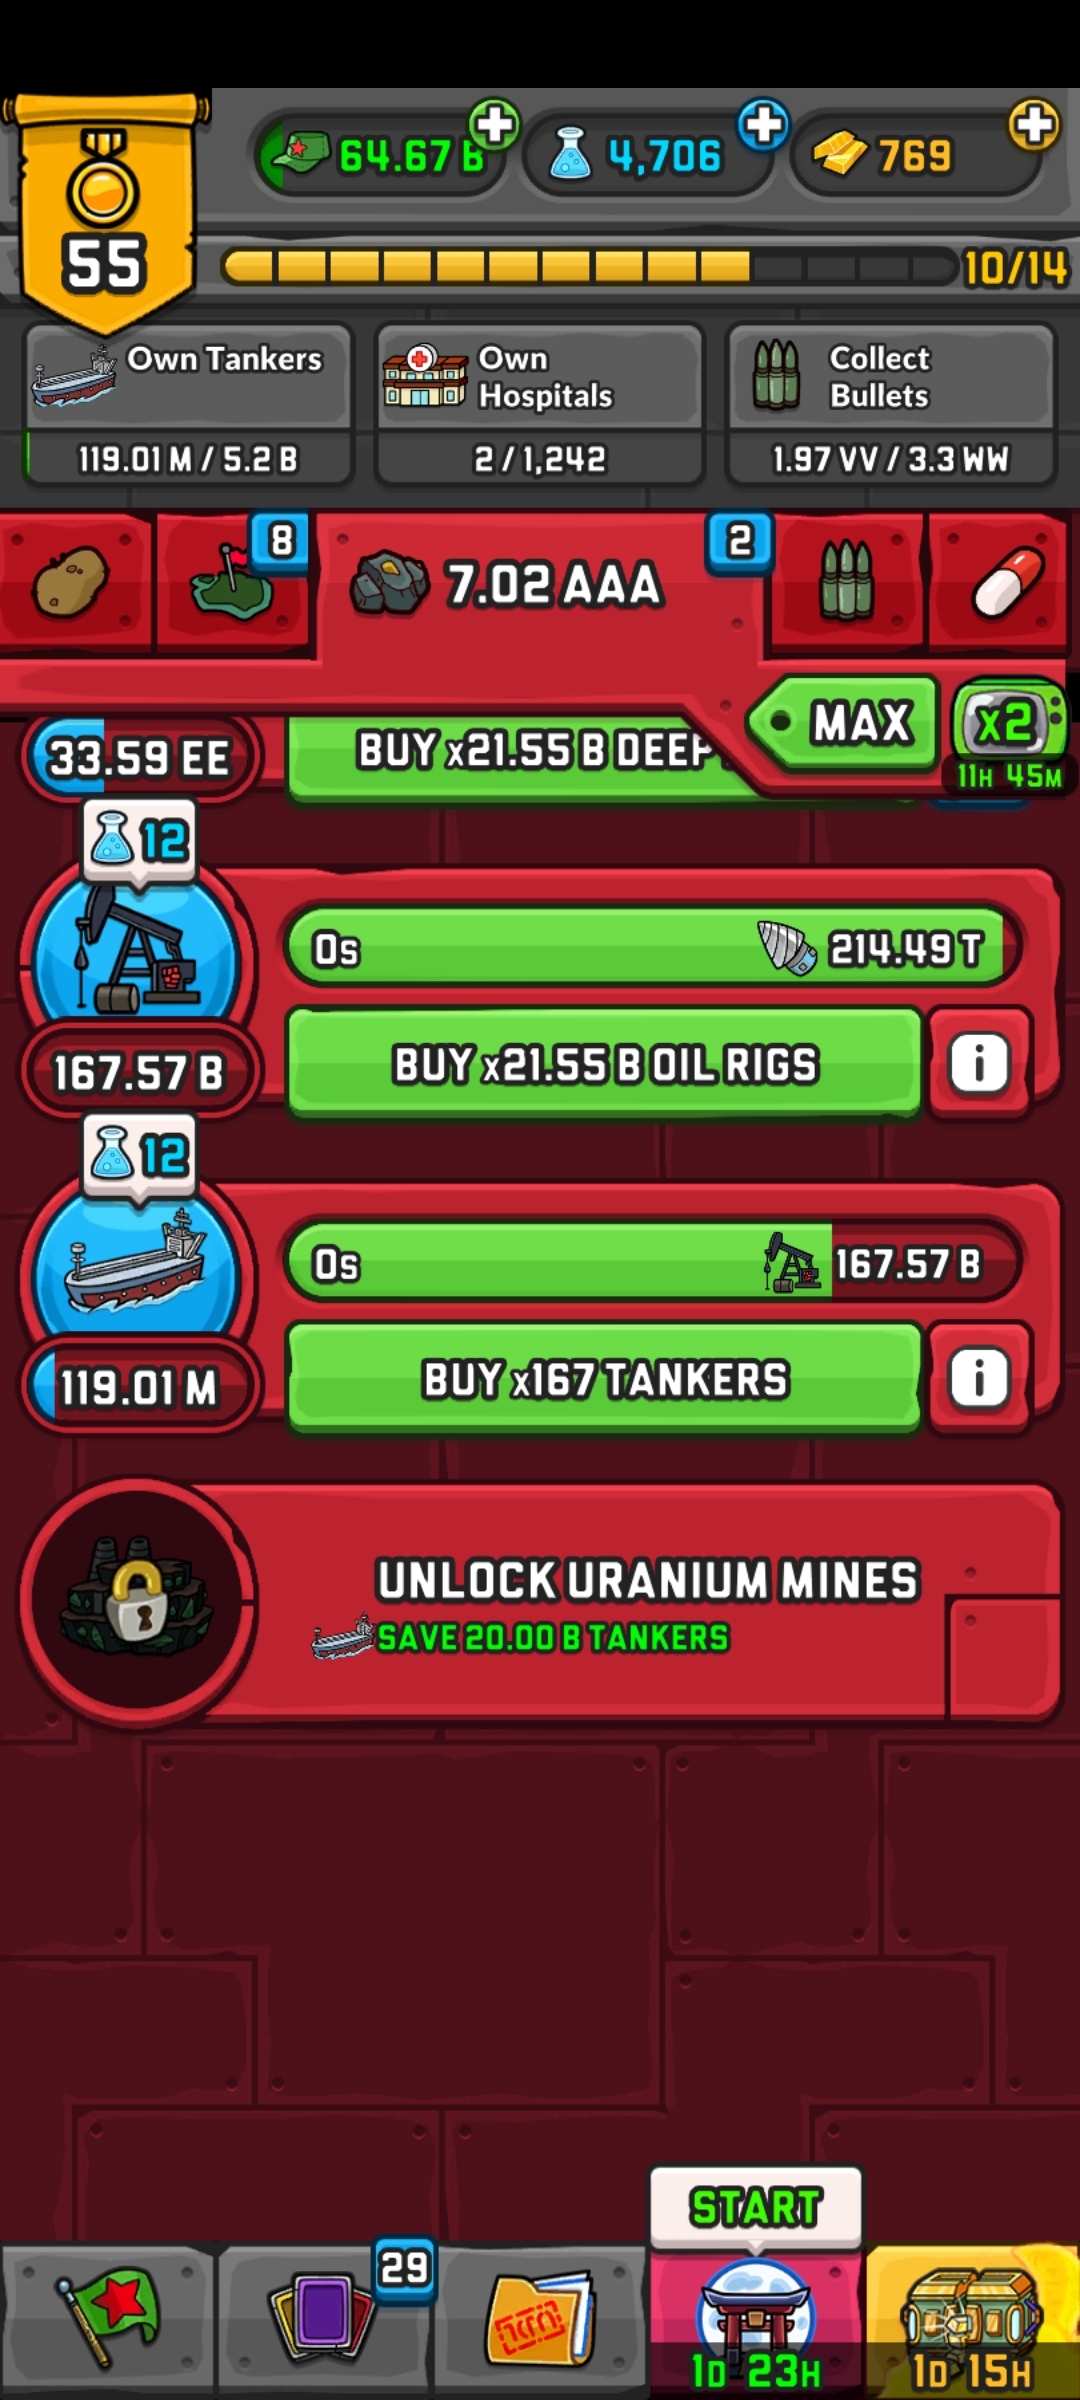 55
64.67 B
4,706
769
10/14
Own Tankers
119.01 M / 5.2 B
Own
Hospitals
2 / 1,242
Collect
Bullets
1.97 VV / 3.3 WW
8
7.02 AAA
2
MAX
x2
11H 45M
33.59 EE
BUY x21.55 B DEEP
12
0s
214.49 T
167.57 B
BUY x21.55 B OIL RIGS
i
12
0s
167.57 B
119.01 M
BUY x167 TANKERS
i
UNLOCK URANIUM MINES
SAVE 20.00 B TANKERS
START
29
1D 23H
1D 15H